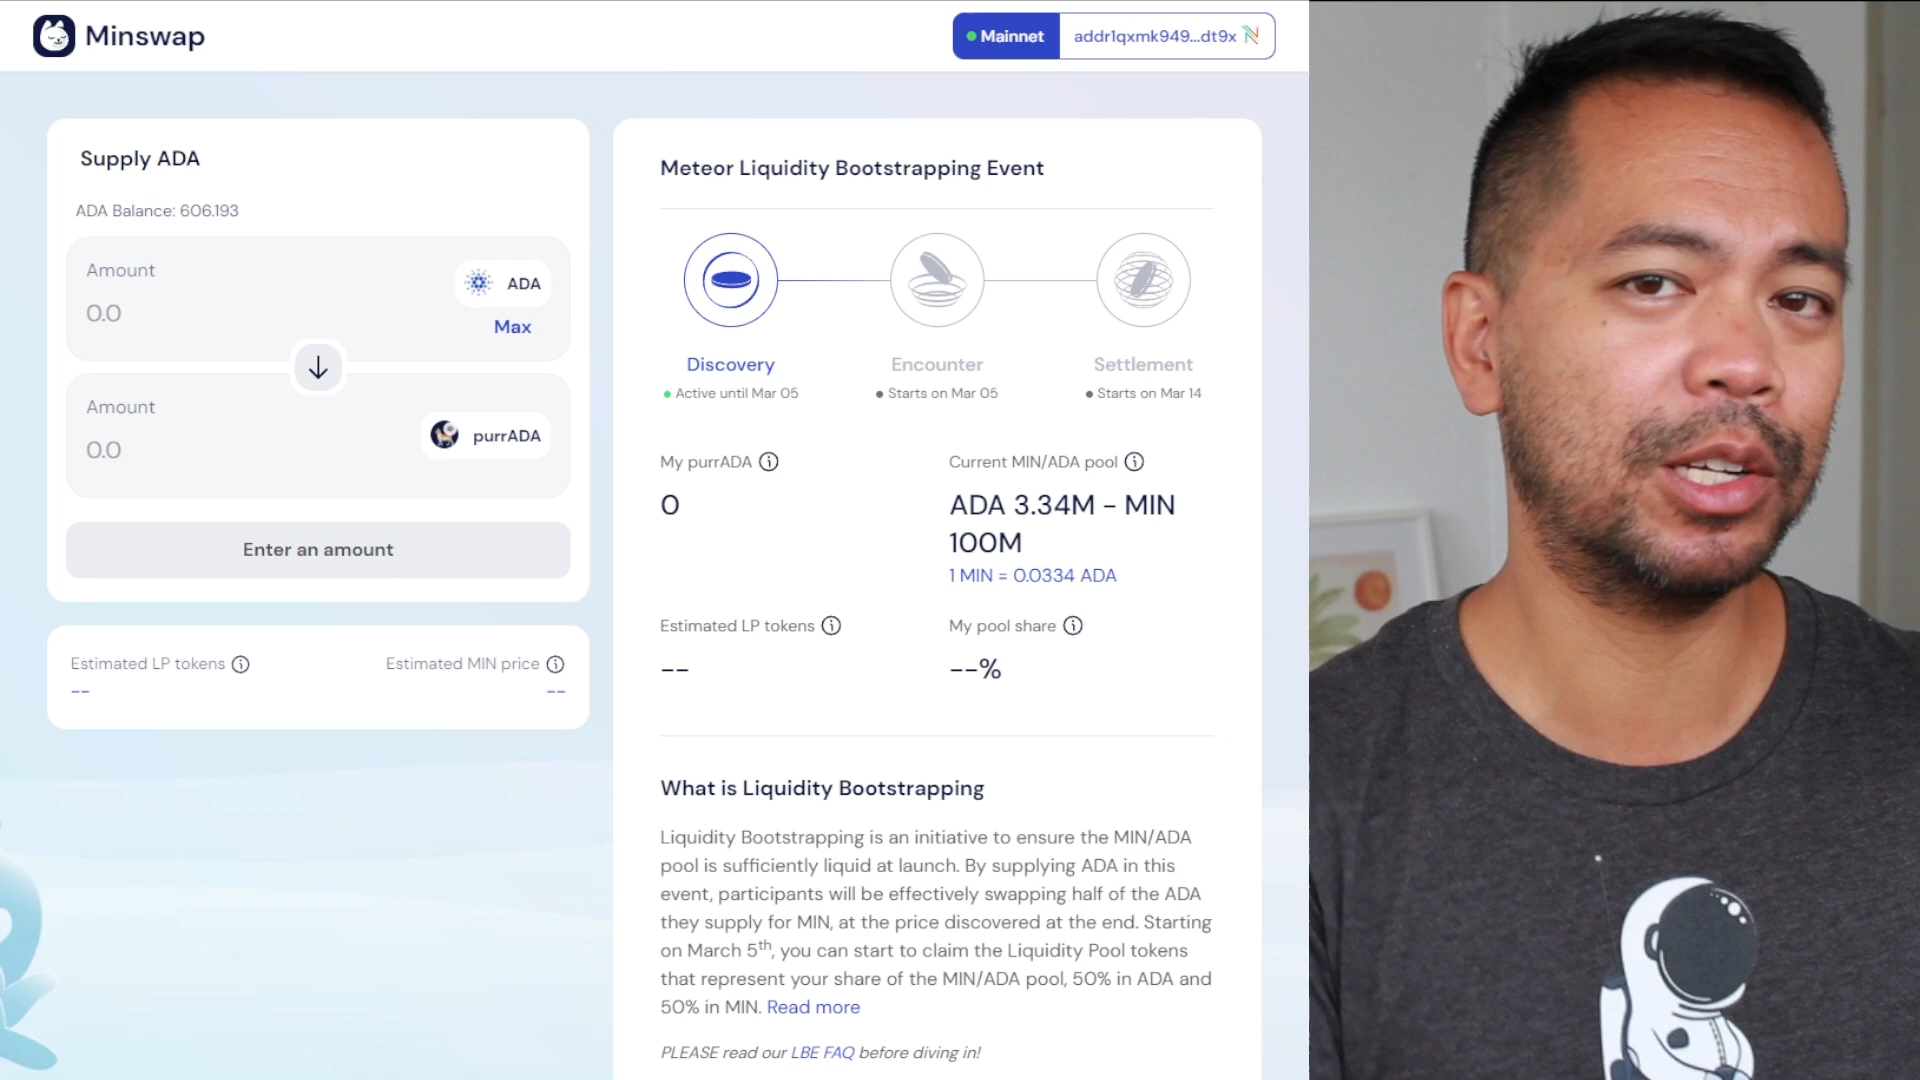 Minswap
Mainnet
addr1qxmk949...dt9x
Supply ADA
ADA Balance: 606.193
Amount
ADA
0.0
Max
Amount
purrADA
0.0
Enter an amount
Estimated LP tokens
Estimated MIN price
--
--
Meteor Liquidity Bootstrapping Event
Discovery
Encounter
Settlement
Active until Mar 05
Starts on Mar 05
Starts on Mar 14
My purrADA
Current MIN/ADA pool
0
ADA 3.34M - MIN
100M
1 MIN = 0.0334 ADA
Estimated LP tokens
My pool share
--
--%
What is Liquidity Bootstrapping
Liquidity Bootstrapping is an initiative to ensure the MIN/ADA
pool is sufficiently liquid at launch. By supplying ADA in this
event, participants will be effectively swapping half of the ADA
they supply for MIN, at the price discovered at the end. Starting
on March 5th, you can start to claim the Liquidity Pool tokens
that represent your share of the MIN/ADA pool, 50% in ADA and
50% in MIN. Read more
PLEASE read our LBE FAQ before diving in!